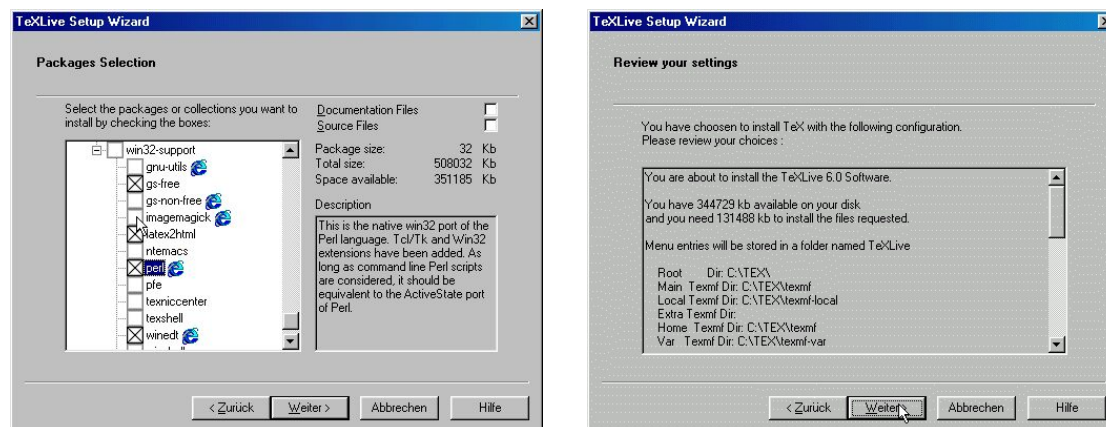 TeXLive Setup Wizard
Packages Selection
Select the packages or collections you want to
install by checking the boxes:
win32-support
gnu-utils
gs-free
gs-non-free
imagemagick
latex2html
ntemacs
perl
pfe
texniccenter
texshell
winedt
Documentation Files
Source Files
Package size: 32 Kb
Total size: 508032 Kb
Space available: 351185 Kb
Description
This is the native win32 port of the
Perl language. Tcl/Tk and Win32
extensions have been added. As
long as command line Perl scripts
are considered, it should be
equivalent to the ActiveState port
of Perl.
< Zurück Weiter > Abbrechen Hilfe
TeXLive Setup Wizard
Review your settings
You have choosen to install TeX with the following configuration.
Please review your choices :
You are about to install the TeXLive 6.0 Software.
You have 344729 kb available on your disk
and you need 131488 kb to install the files requested.
Menu entries will be stored in a folder named TeXLive
Root Dir: C:\TEX\
Main Texmf Dir: C:\TEX\texmf
Local Texmf Dir: C:\TEX\texmf-local
Extra Texmf Dir:
Home Texmf Dir: C:\TEX\texmf
Var Texmf Dir: C:\TEX\texmf-var
< Zurück Weiter > Abbrechen Hilfe